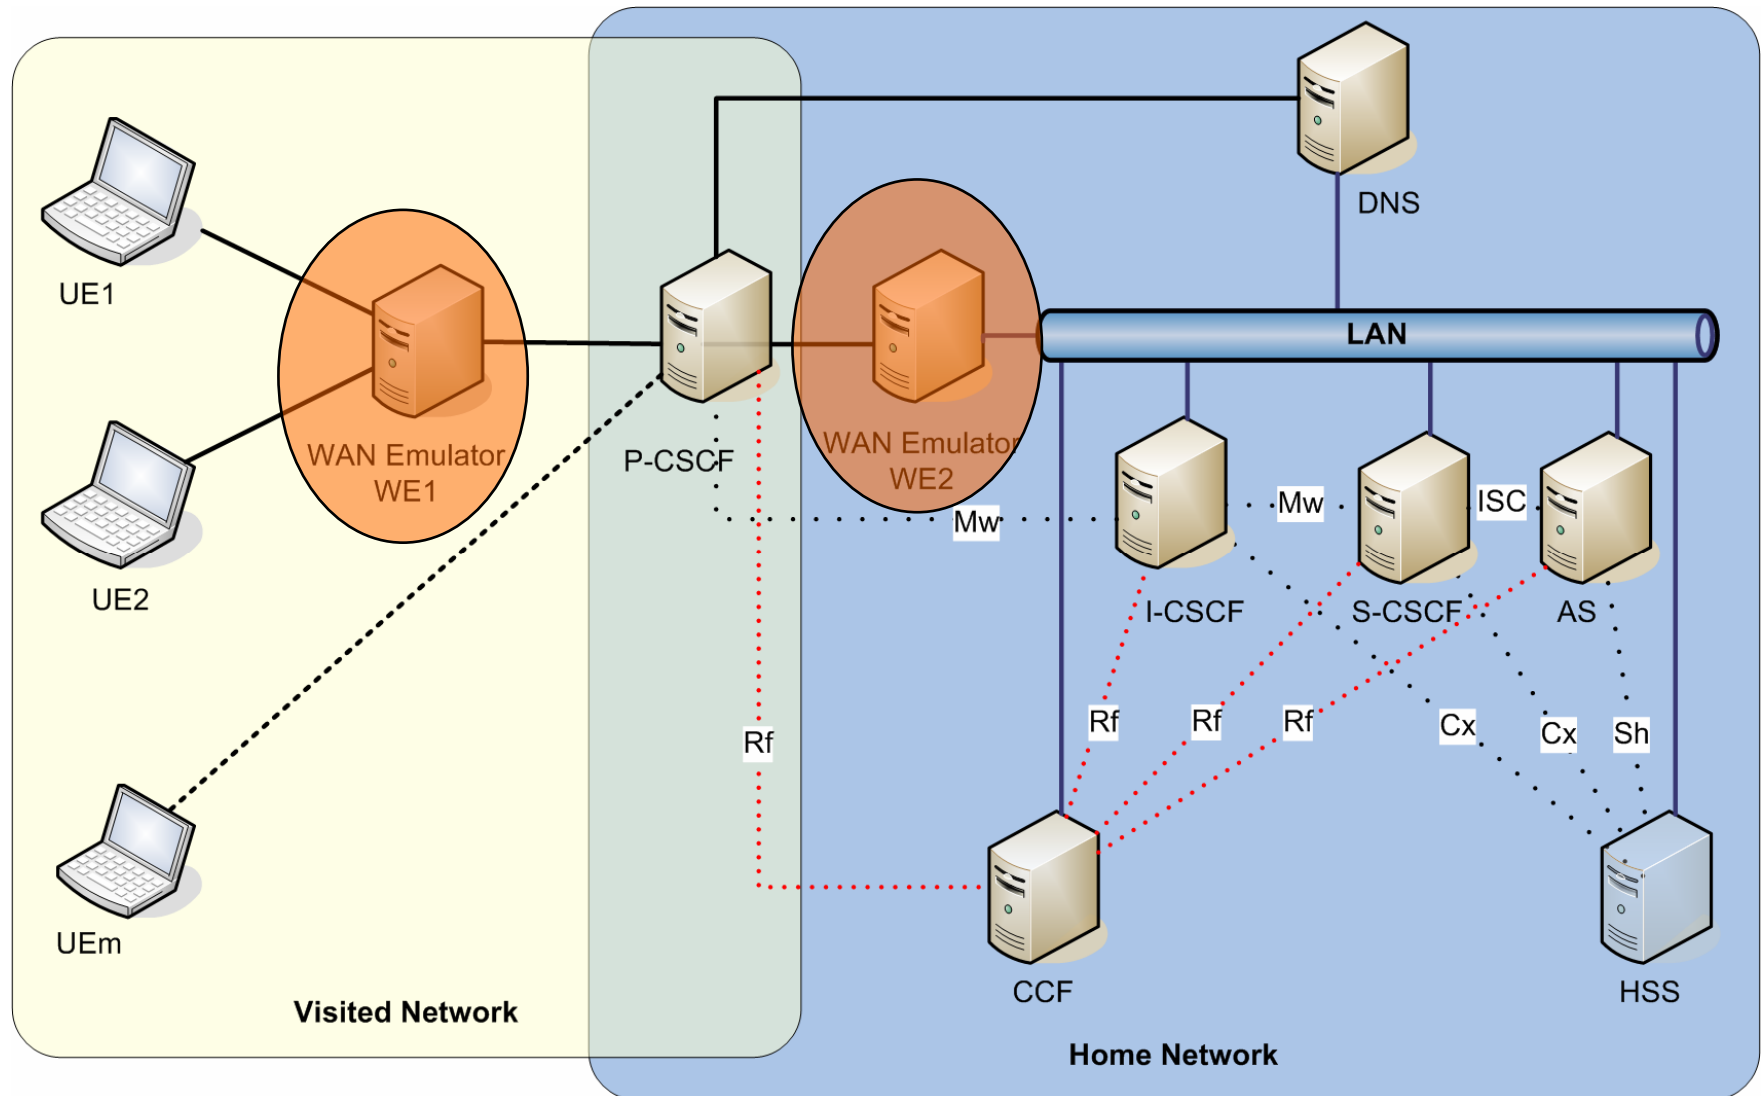 DNS
UE1
LAN
WAN Emulator
WE1
P-CSCF
WAN Emulator
WE2
Mw
Mw
ISC
UE2
I-CSCF
S-CSCF
AS
Rf
Rf
Rf
Rf
Cx
Cx
Sh
UEm
CCF
HSS
Visited Network
Home Network